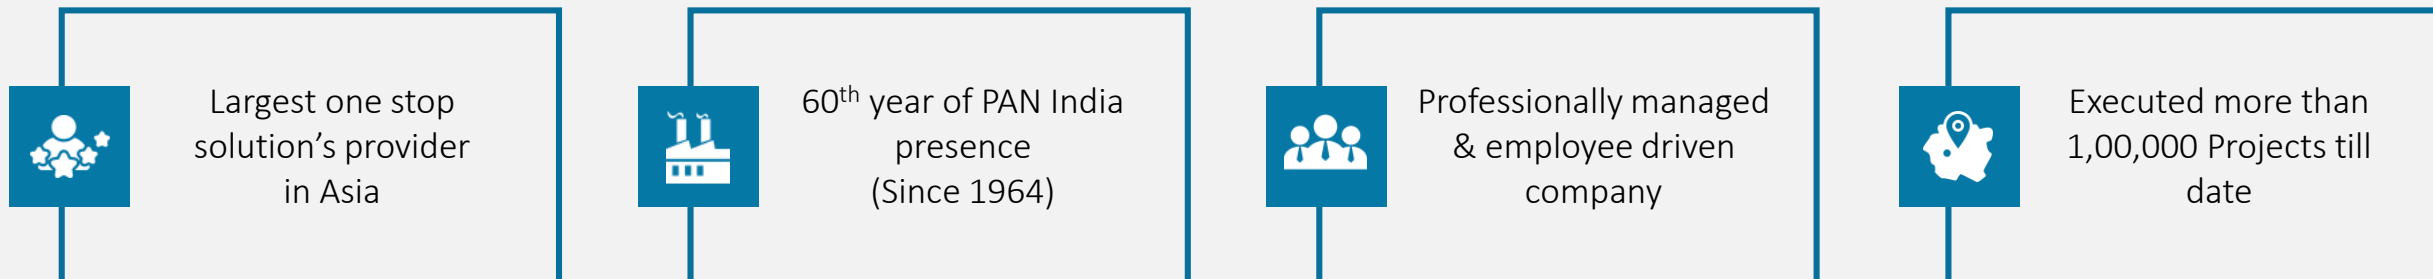 Largest one stop
solution’s provider
in Asia
60th year of PAN India
presence
(Since 1964)
Professionally managed
& employee driven
company
Executed more than
1,00,000 Projects till
date